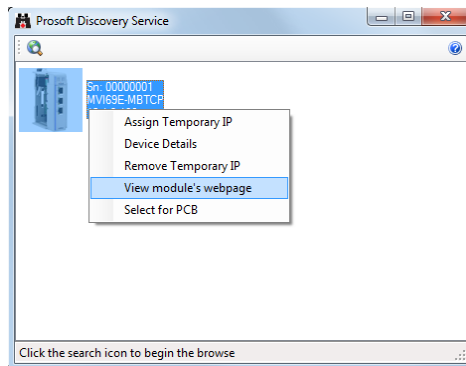 Prosoft Discovery Service
Sn: 00000001
MVI69E-MBTCP
Assign Temporary IP
Device Details
Remove Temporary IP
View module's webpage
Select for PCB
Click the search icon to begin the browse